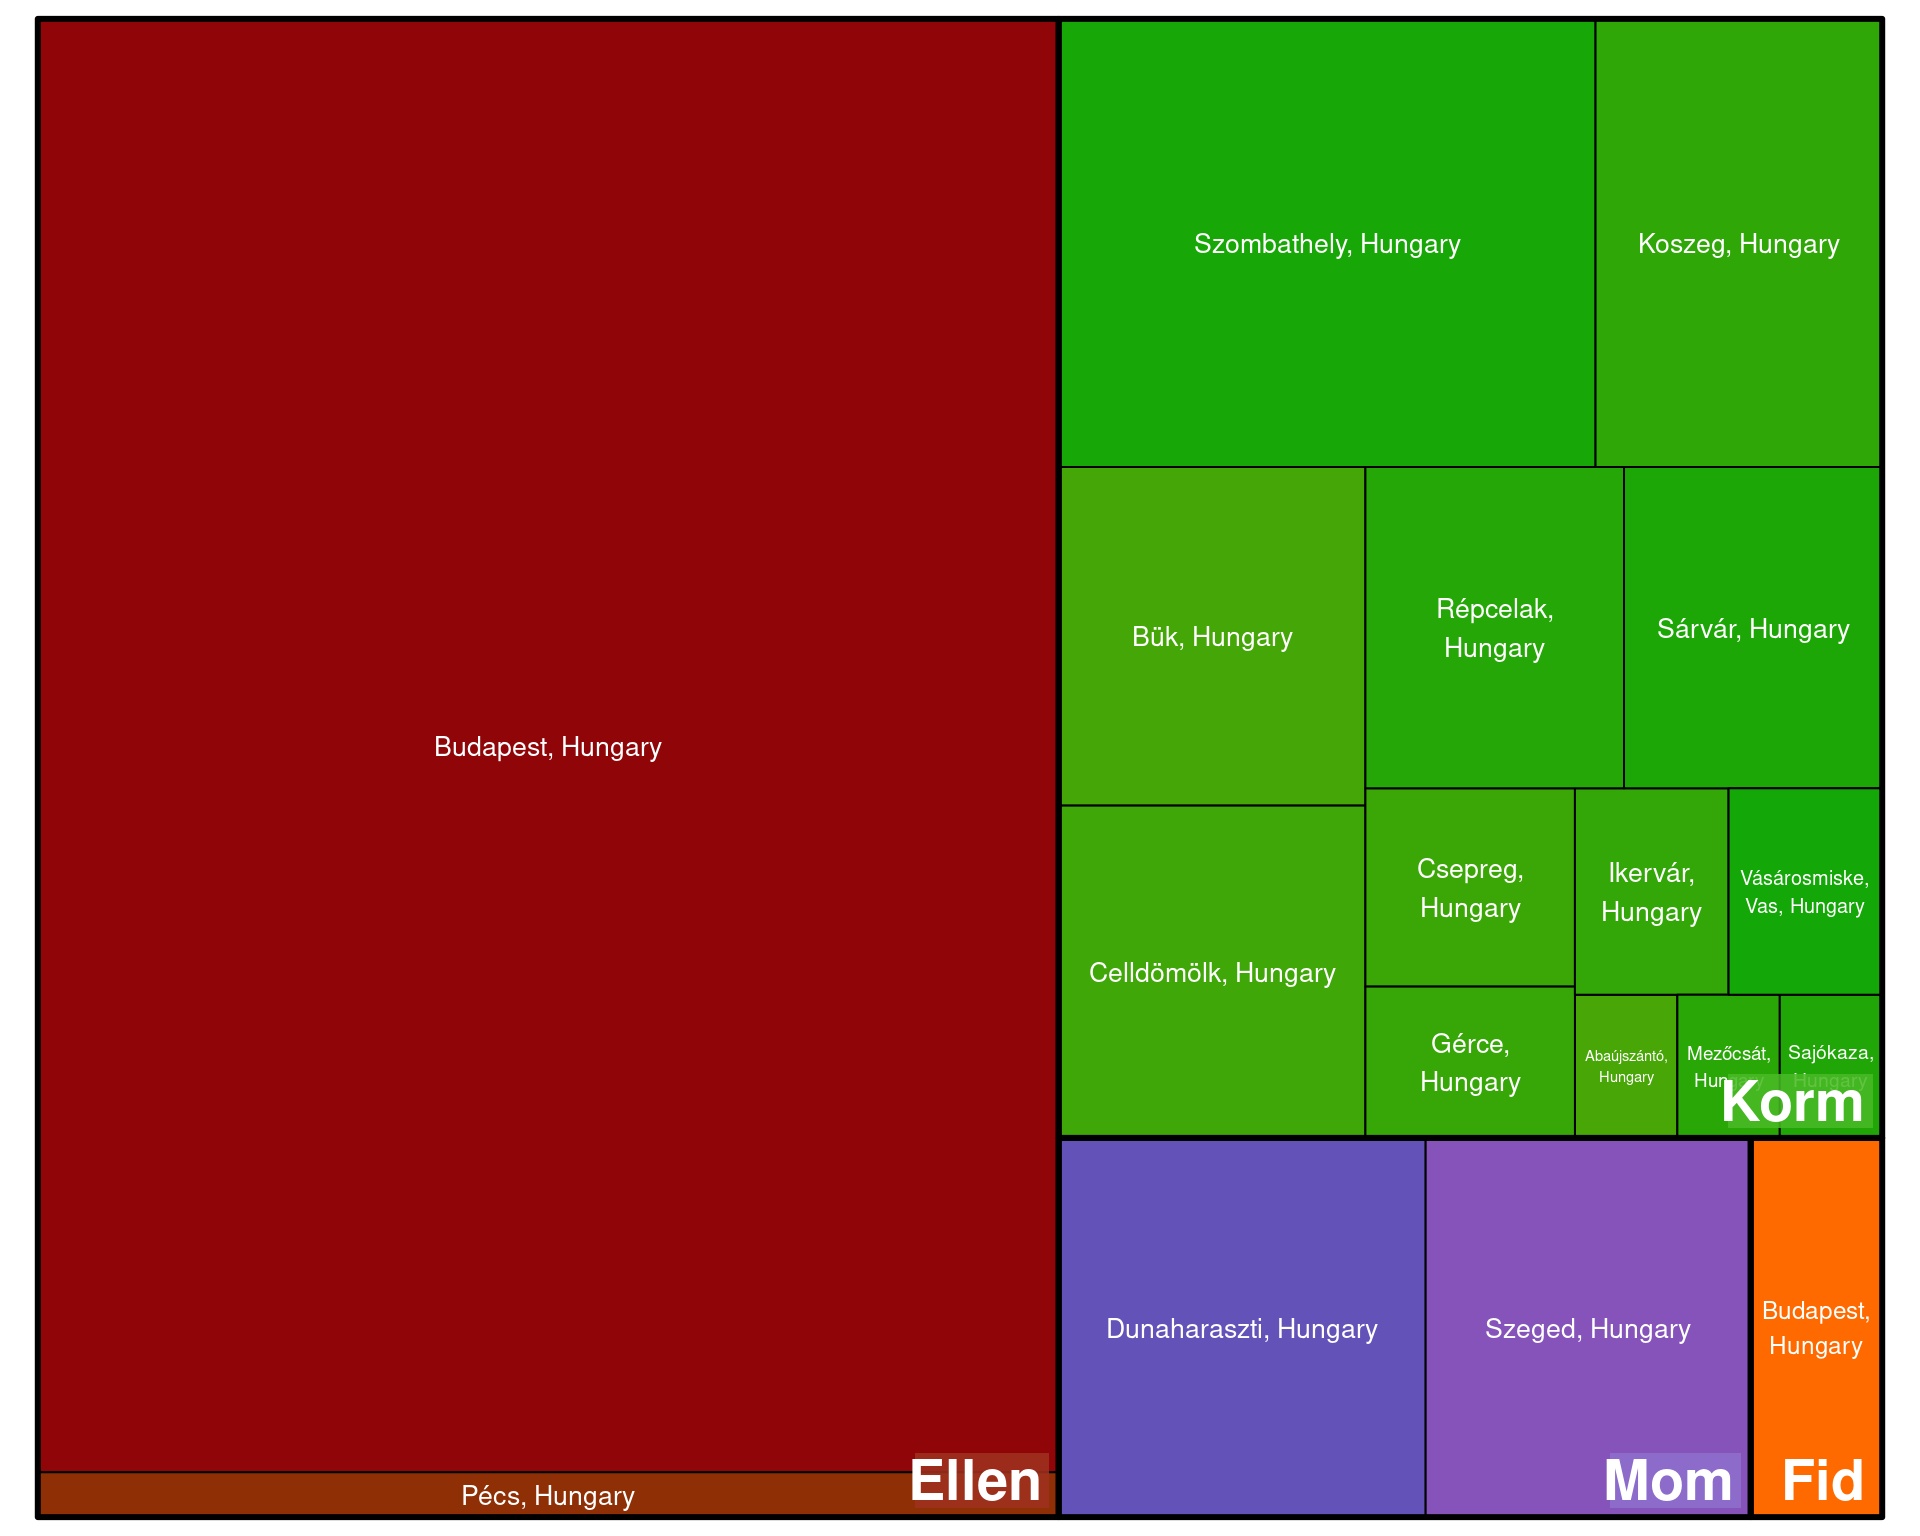 Budapest, Hungary
Pécs, Hungary
Ellen
Szombathely, Hungary
Koszeg, Hungary
Bük, Hungary
Répcelak,
Hungary
Sárvár, Hungary
Celldömölk, Hungary
Csepreg,
Hungary
Ikervár,
Hungary
Vásárosmiske,
Vas, Hungary
Gérce,
Hungary
Abaújszántó,
Hungary
Mezőcsát,
Hungary
Sajókaza,
Hungary
Korm
Dunaharaszti, Hungary
Szeged, Hungary
Mom
Budapest,
Hungary
Fid